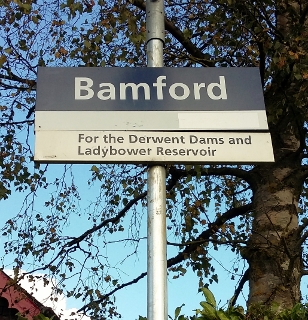 Bamford
For the Derwent Dams and
Ladybower Reservoir